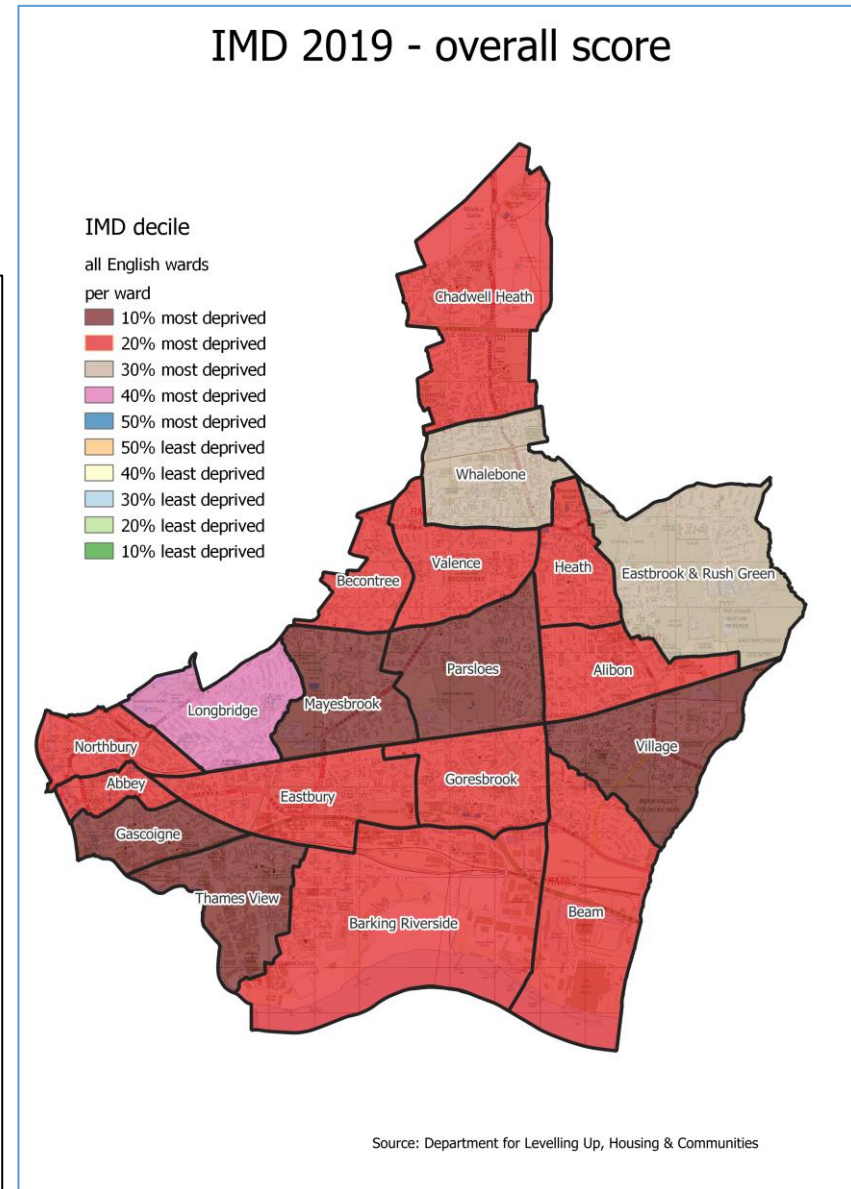 IMD 2019 - overall score
IMD decile
all English wards
per ward
10% most deprived
20% most deprived
30% most deprived
40% most deprived
50% most deprived
50% least deprived
40% least deprived
30% least deprived
20% least deprived
10% least deprived
Chadwell Heath
Whalebone
Valence
Heath
Becontree
Eastbrook & Rush Green
Parsloes
Alibon
Mayesbrook
Longbridge
Village
Northbury
Goresbrook
Abbey
Eastbury
Gascoigne
Thames View
Barking Riverside
Beam
Source: Department for Levelling Up, Housing & Communities